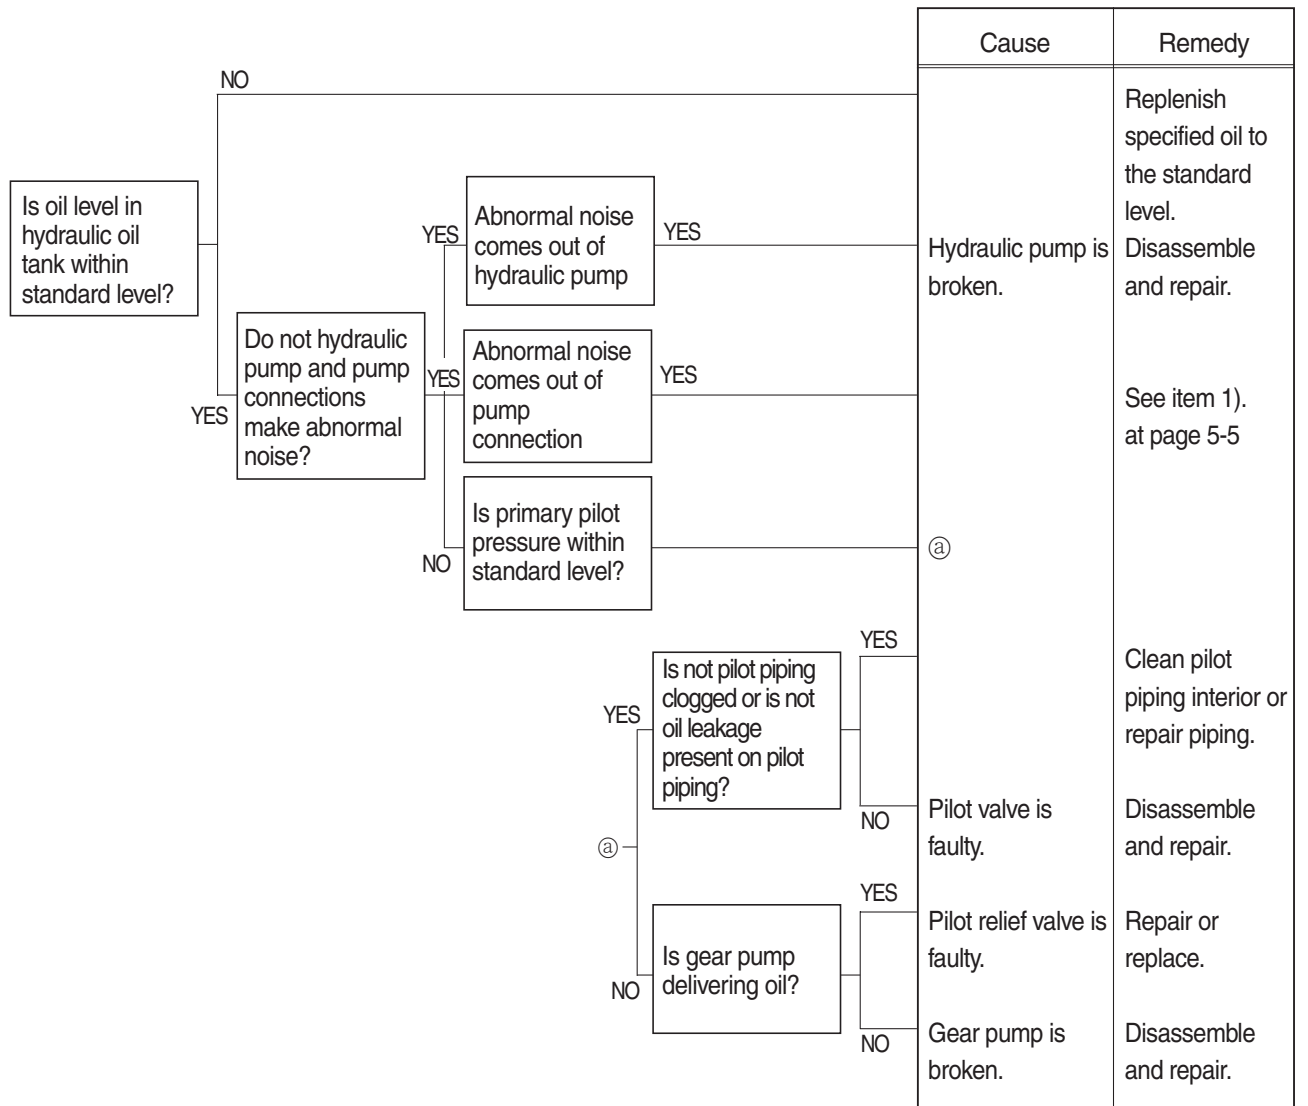 Cause
Remedy
NO
Replenish
specified oil to
the standard
level.
Is oil level in
hydraulic oil
tank within
standard level?
YES
Abnormal noise
comes out of
hydraulic pump
YES
Hydraulic pump is
broken.
Disassemble
and repair.
YES
Do not hydraulic
pump and pump
connections
make abnormal
noise?
YES
Abnormal noise
comes out of
pump
connection
YES
See item 1).
at page 5-5
NO
Is primary pilot
pressure within
standard level?
ⓐ
YES
Is not pilot piping
clogged or is not
oil leakage
present on pilot
piping?
YES
Clean pilot
piping interior or
repair piping.
NO
Pilot valve is
faulty.
Disassemble
and repair.
ⓐ
NO
Is gear pump
delivering oil?
YES
Pilot relief valve is
faulty.
Repair or
replace.
NO
Gear pump is
broken.
Disassemble
and repair.